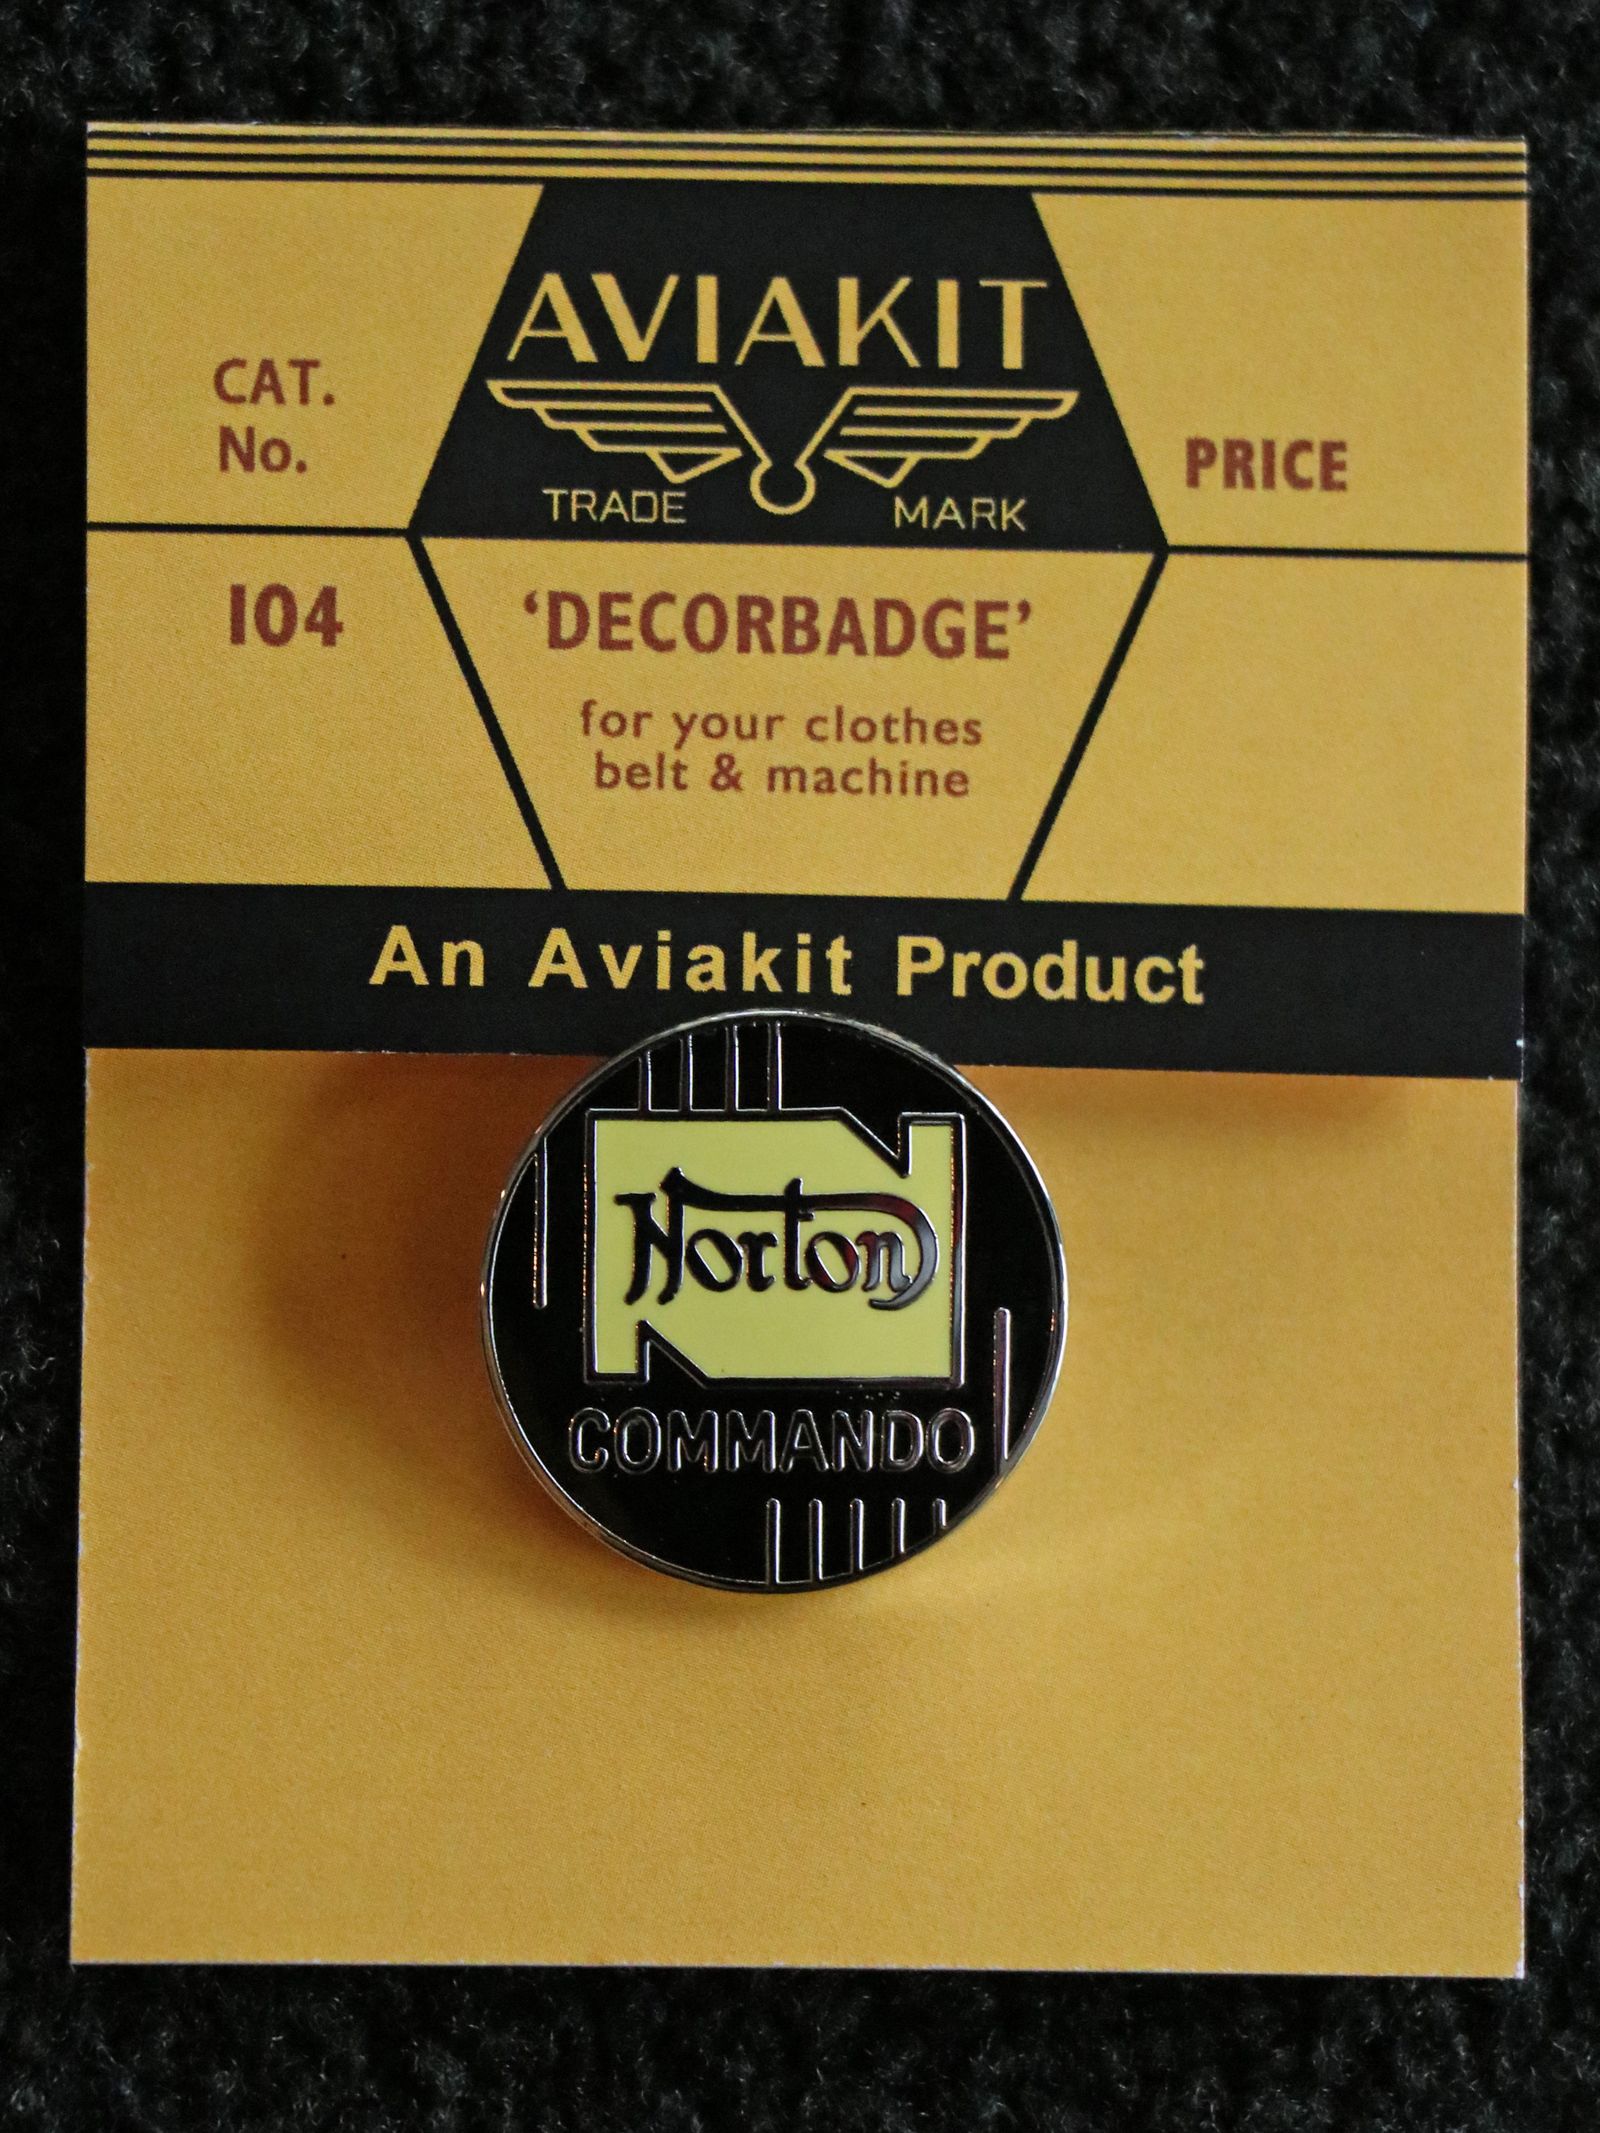 AVIAKIT
TRADE MARK
CAT.
No.
PRICE
104
‘DECORBADGE’
for your clothes
belt & machine
An Aviakit Product
Norton
COMMANDO